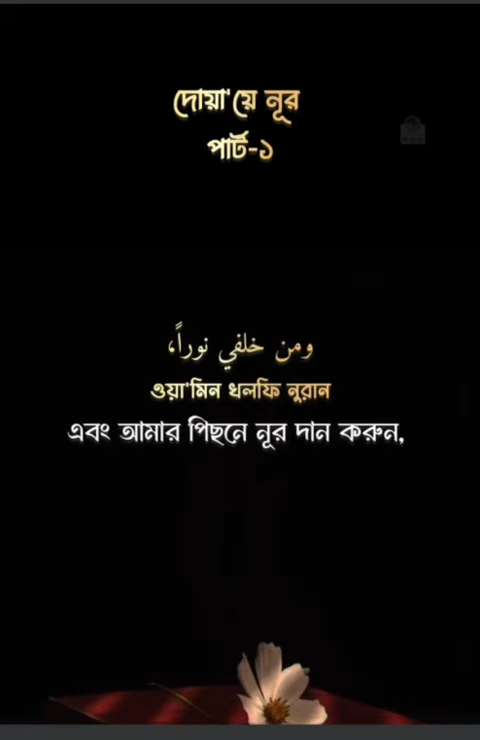 দোয়া'য়ে নূর
পার্ট-১
ومن خلفي نوراً،
ওয়া'মিন খলফি নুরান
এবং আমার পিছনে নূর দান করুন,